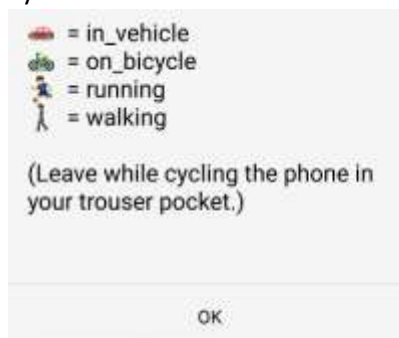 = in_vehicle
= on_bicycle
= running
= walking
(Leave while cycling the phone in
your trouser pocket.)
OK